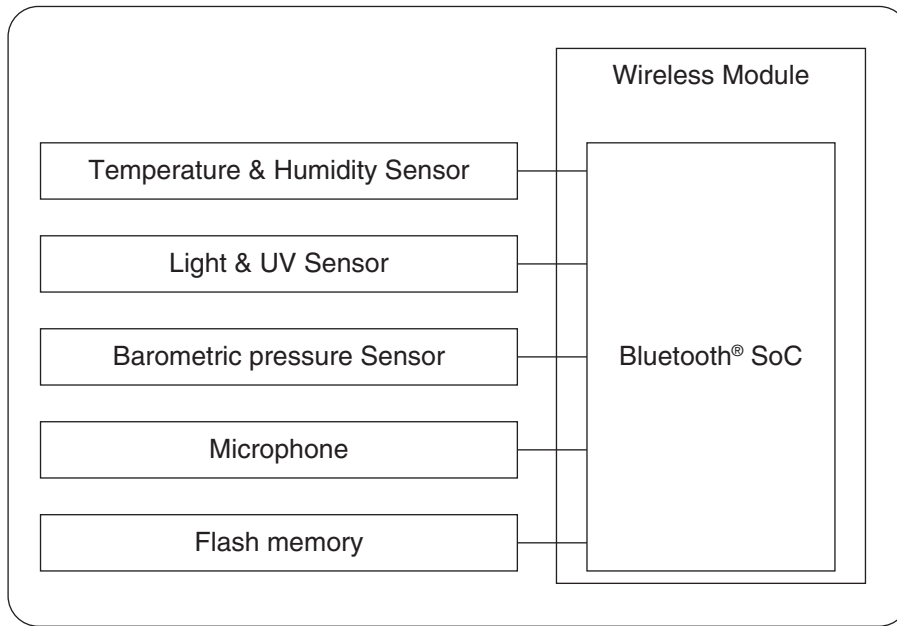 Wireless Module
Temperature & Humidity Sensor
Light & UV Sensor
Barometric pressure Sensor
Bluetooth® SoC
Microphone
Flash memory